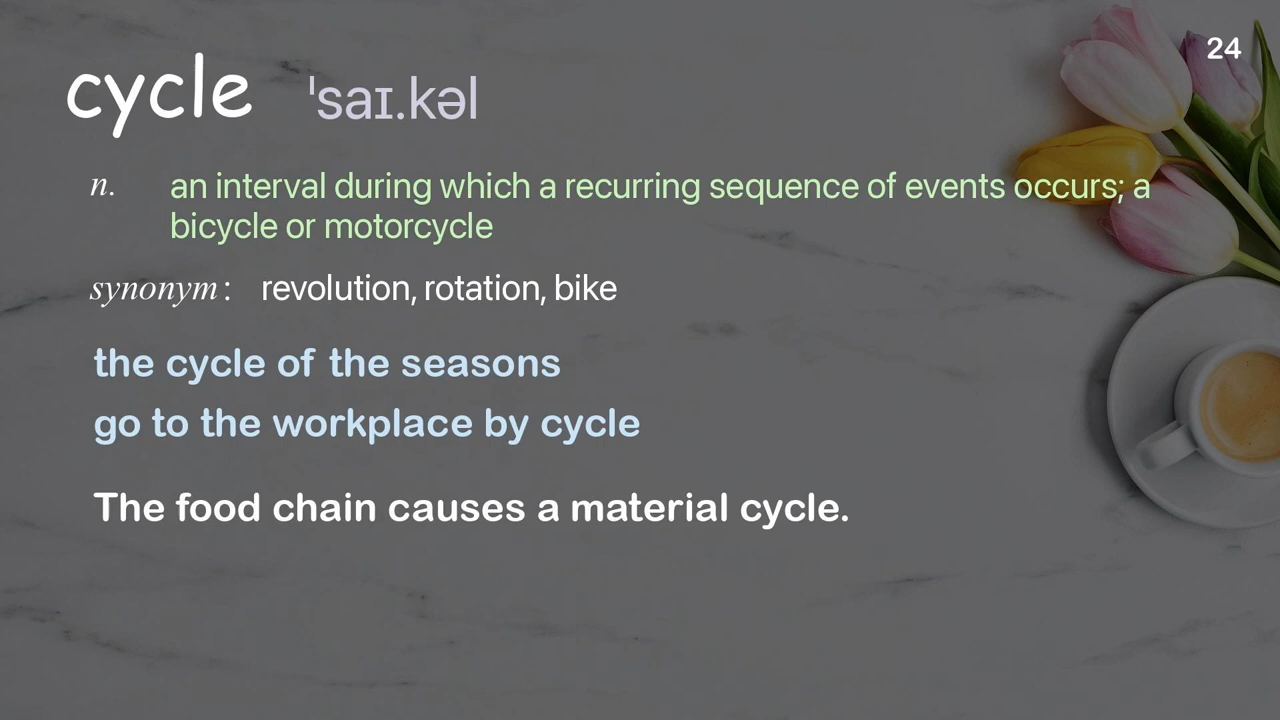 24
cycle ˈsaɪ.kəl
n. an interval during which a recurring sequence of events occurs; a
bicycle or motorcycle
synonym: revolution, rotation, bike
the cycle of the seasons
go to the workplace by cycle
The food chain causes a material cycle.